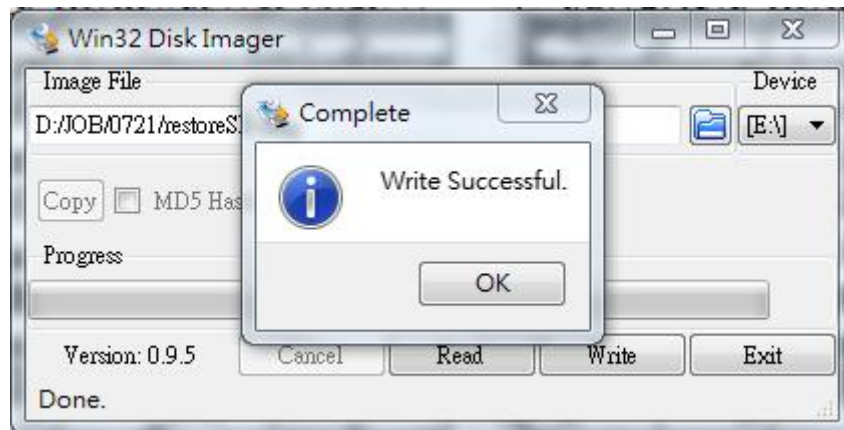 Win32 Disk Imager
Image File
Device
D:/JOB/0721/restoreS
[E:\]
Complete
Write Successful.
OK
Copy MD5 Has
Progress
Version: 0.9.5 Cancel Read Write Exit
Done.